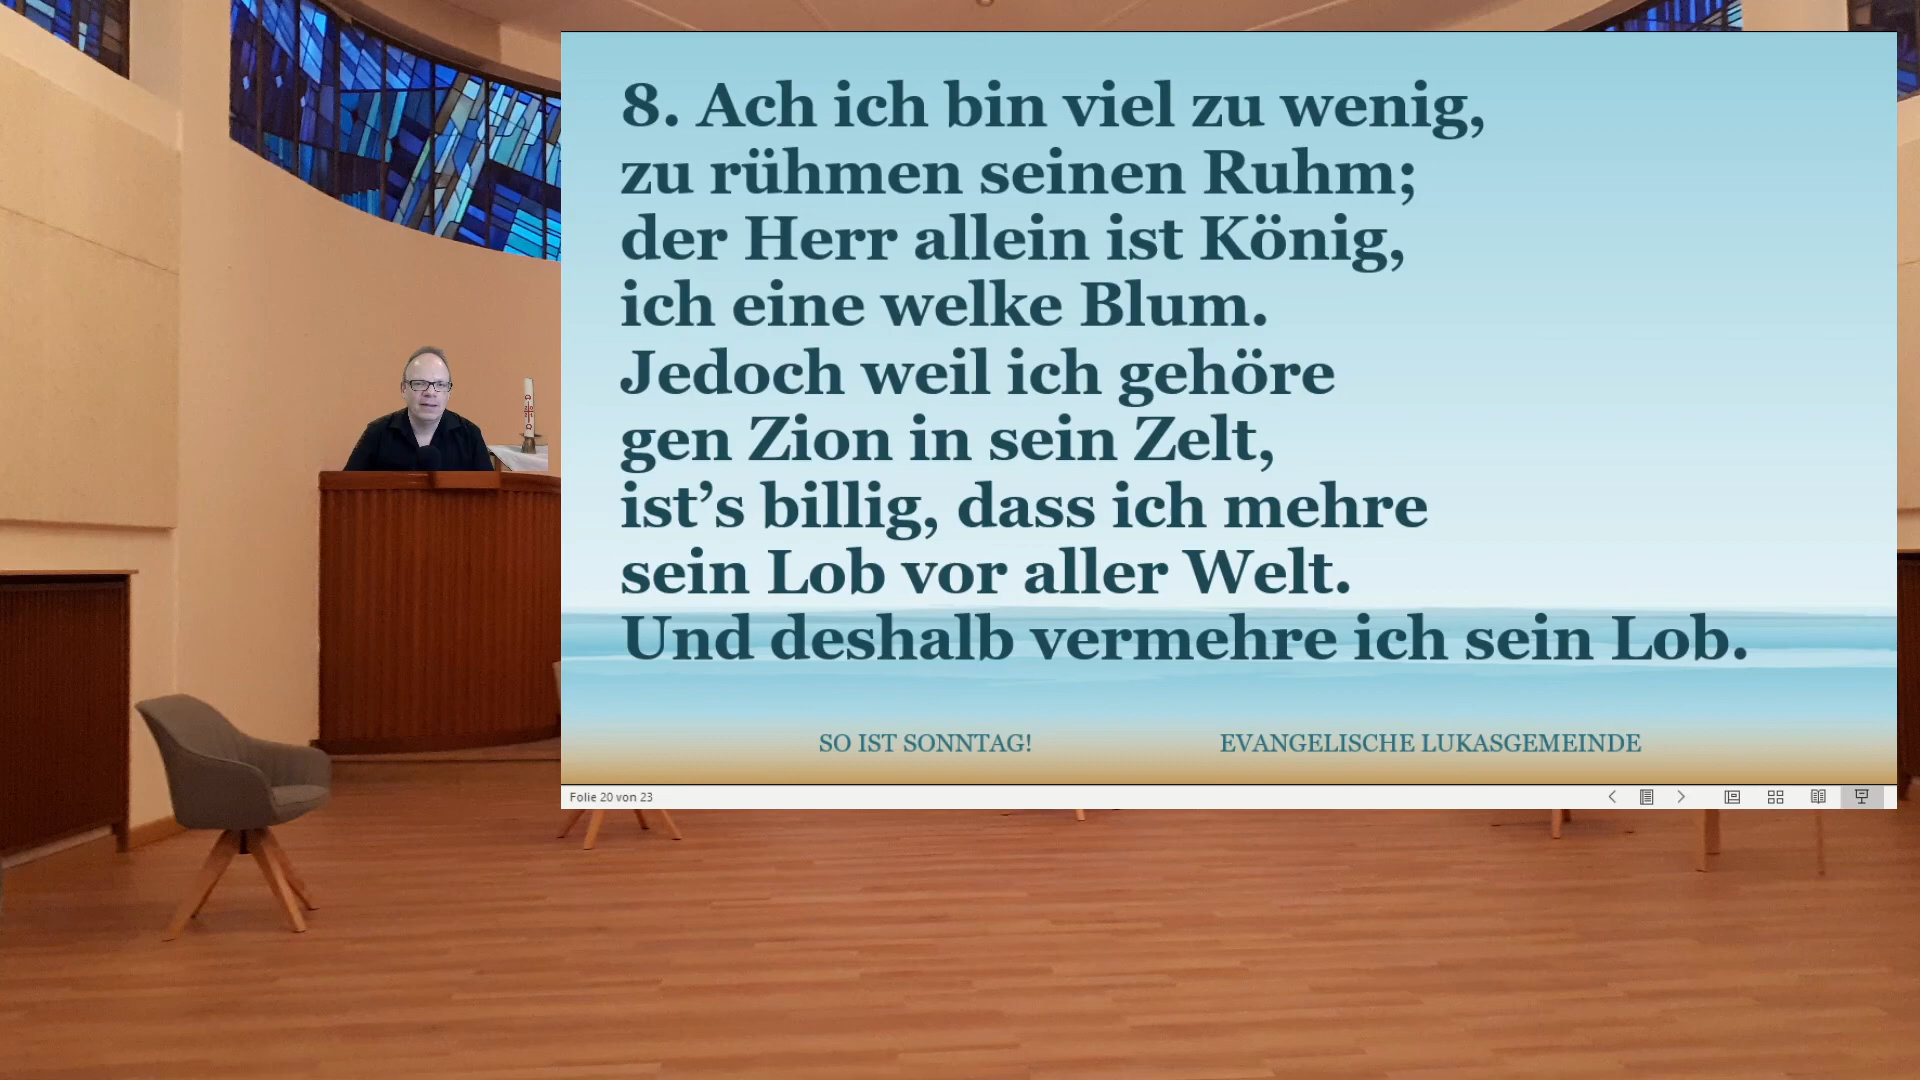 8. Ach ich bin viel zu wenig,
zu rühmen seinen Ruhm;
der Herr allein ist König,
ich eine welke Blum.
Jedoch weil ich gehöre
gen Zion in sein Zelt,
ist’s billig, dass ich mehre
sein Lob vor aller Welt.
Und deshalb vermehre ich sein Lob.
SO IST SONNTAG! EVANGELISCHE LUKASGEMEINDE
Folie 20 von 23